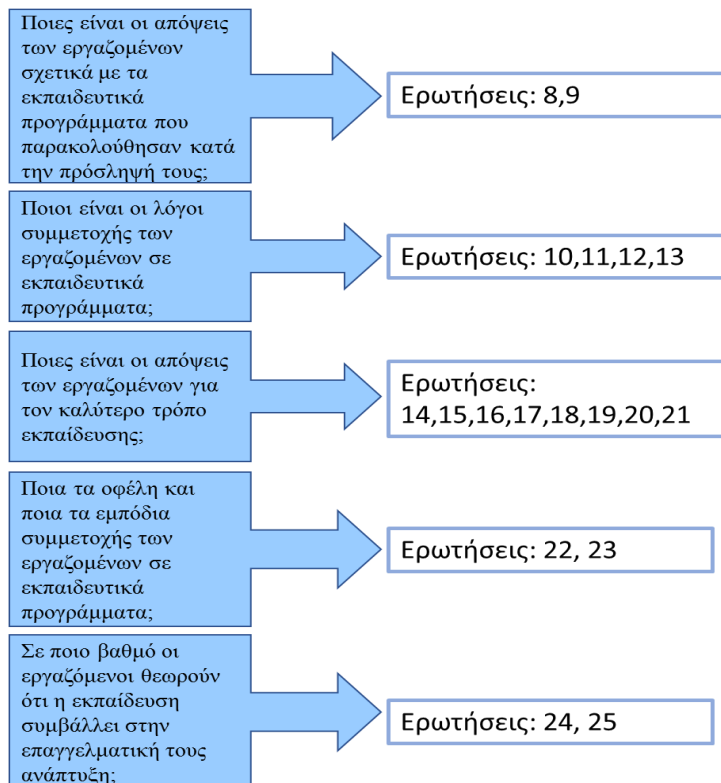 Ποιες είναι οι απόψεις
των εργαζομένων
σχετικά με τα
εκπαιδευτικά
προγράμματα που
παρακολούθησαν κατά
την πρόσληψή τους;
Ερωτήσεις: 8,9
Ποιοι είναι οι λόγοι
συμμετοχής των
εργαζομένων σε
εκπαιδευτικά
προγράμματα;
Ερωτήσεις: 10,11,12,13
Ποιες είναι οι απόψεις
των εργαζομένων για
τον καλύτερο τρόπο
εκπαίδευσης;
Ερωτήσεις:
14,15,16,17,18,19,20,21
Ποια τα οφέλη και
ποια τα εμπόδια
συμμετοχής των
εργαζομένων σε
εκπαιδευτικά
προγράμματα;
Ερωτήσεις: 22, 23
Σε ποιο βαθμό οι
εργαζόμενοι θεωρούν
ότι η εκπαίδευση
συμβάλλει στην
επαγγελματική τους
ανάπτυξη;
Ερωτήσεις: 24, 25